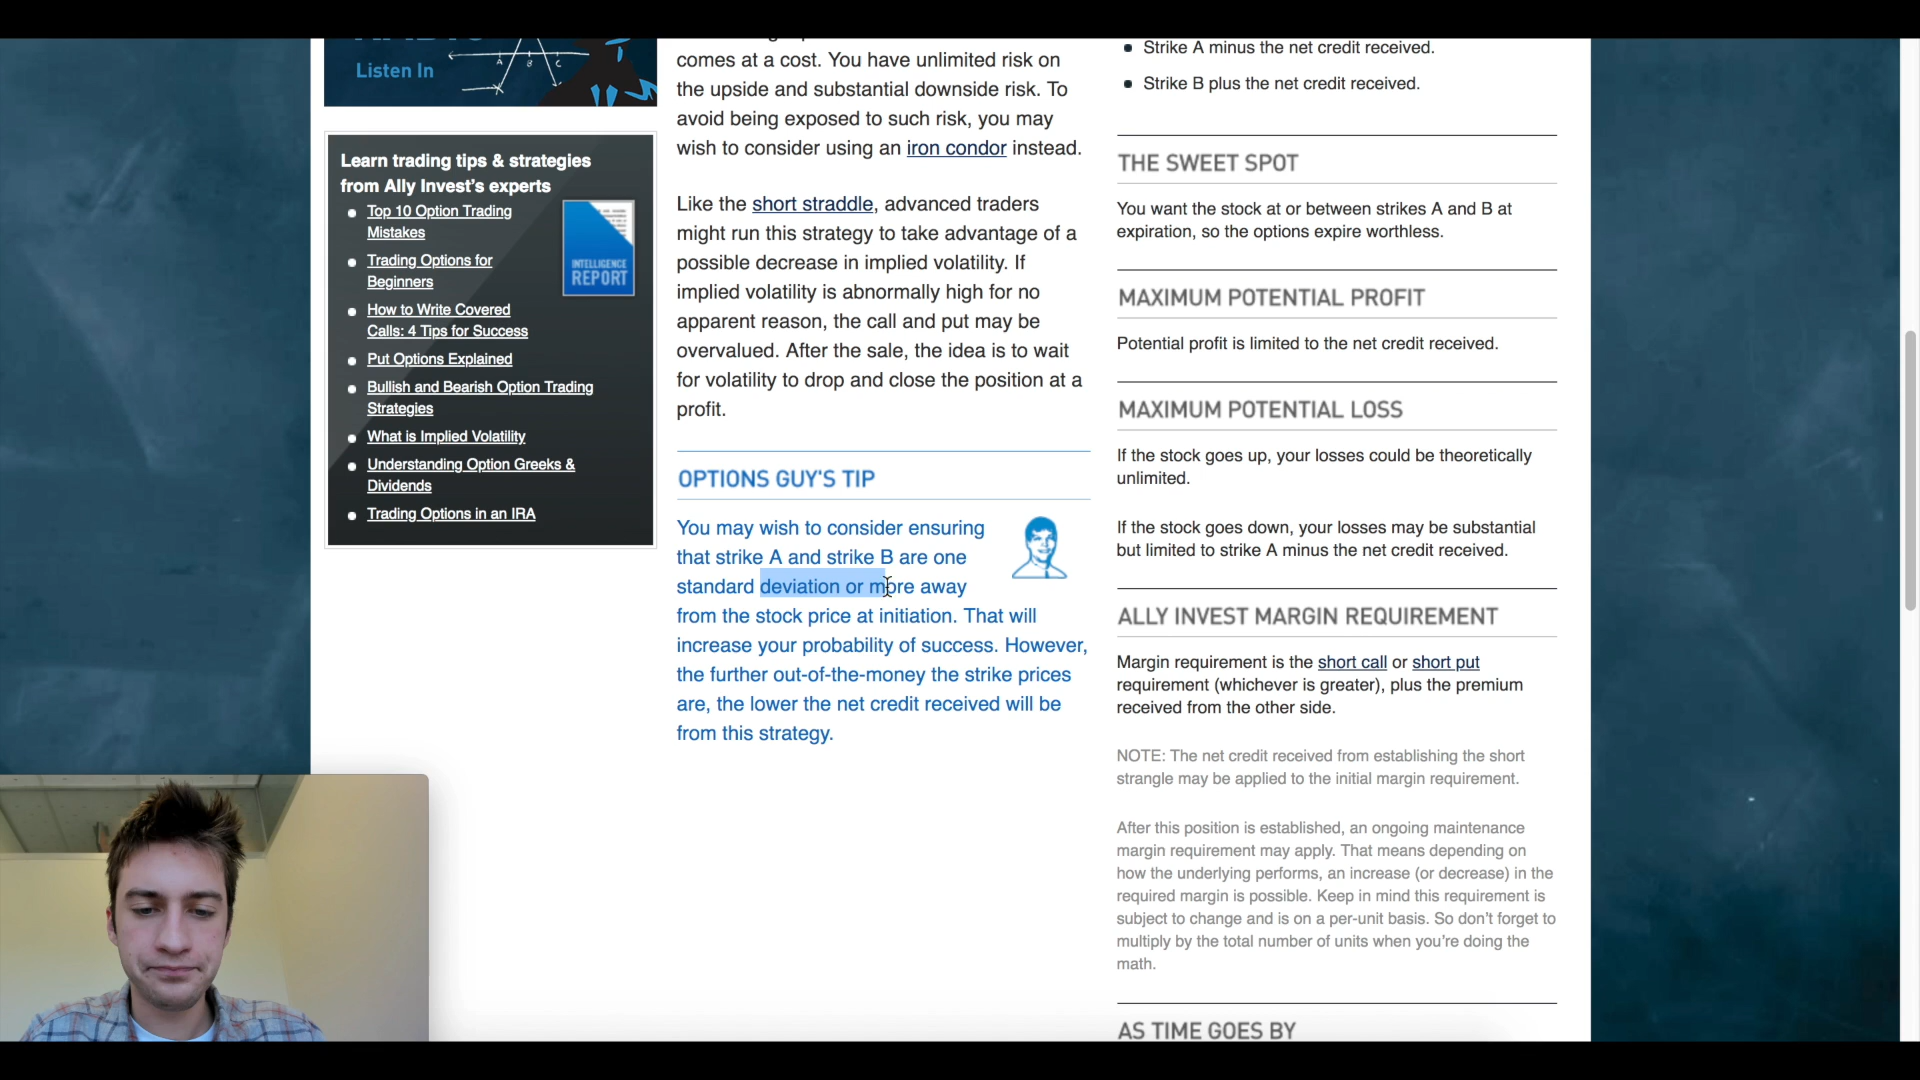 Listen In
A
B
C
Learn trading tips & strategies
from Ally Invest's experts
Top 10 Option Trading
Mistakes
Trading Options for
Beginners
How to Write Covered
Calls: 4 Tips for Success
Put Options Explained
Bullish and Bearish Option Trading
Strategies
What is Implied Volatility
Understanding Option Greeks &
Dividends
Trading Options in an IRA
INTELLIGENCE
REPORT
comes at a cost. You have unlimited risk on
the upside and substantial downside risk. To
avoid being exposed to such risk, you may
wish to consider using an iron condor instead.
Like the short straddle, advanced traders
might run this strategy to take advantage of a
possible decrease in implied volatility. If
implied volatility is abnormally high for no
apparent reason, the call and put may be
overvalued. After the sale, the idea is to wait
for volatility to drop and close the position at a
profit.
OPTIONS GUY'S TIP
You may wish to consider ensuring
that strike A and strike B are one
standard deviation or more away
from the stock price at initiation. That will
increase your probability of success. However,
the further out-of-the-money the strike prices
are, the lower the net credit received will be
from this strategy.
Strike A minus the net credit received.
Strike B plus the net credit received.
THE SWEET SPOT
You want the stock at or between strikes A and B at
expiration, so the options expire worthless.
MAXIMUM POTENTIAL PROFIT
Potential profit is limited to the net credit received.
MAXIMUM POTENTIAL LOSS
If the stock goes up, your losses could be theoretically
unlimited.
If the stock goes down, your losses may be substantial
but limited to strike A minus the net credit received.
ALLY INVEST MARGIN REQUIREMENT
Margin requirement is the short call or short put
requirement (whichever is greater), plus the premium
received from the other side.
NOTE: The net credit received from establishing the short
strangle may be applied to the initial margin requirement.
After this position is established, an ongoing maintenance
margin requirement may apply. That means depending on
how the underlying performs, an increase (or decrease) in the
required margin is possible. Keep in mind this requirement is
subject to change and is on a per-unit basis. So don't forget to
multiply by the total number of units when you're doing the
math.
AS TIME GOES BY